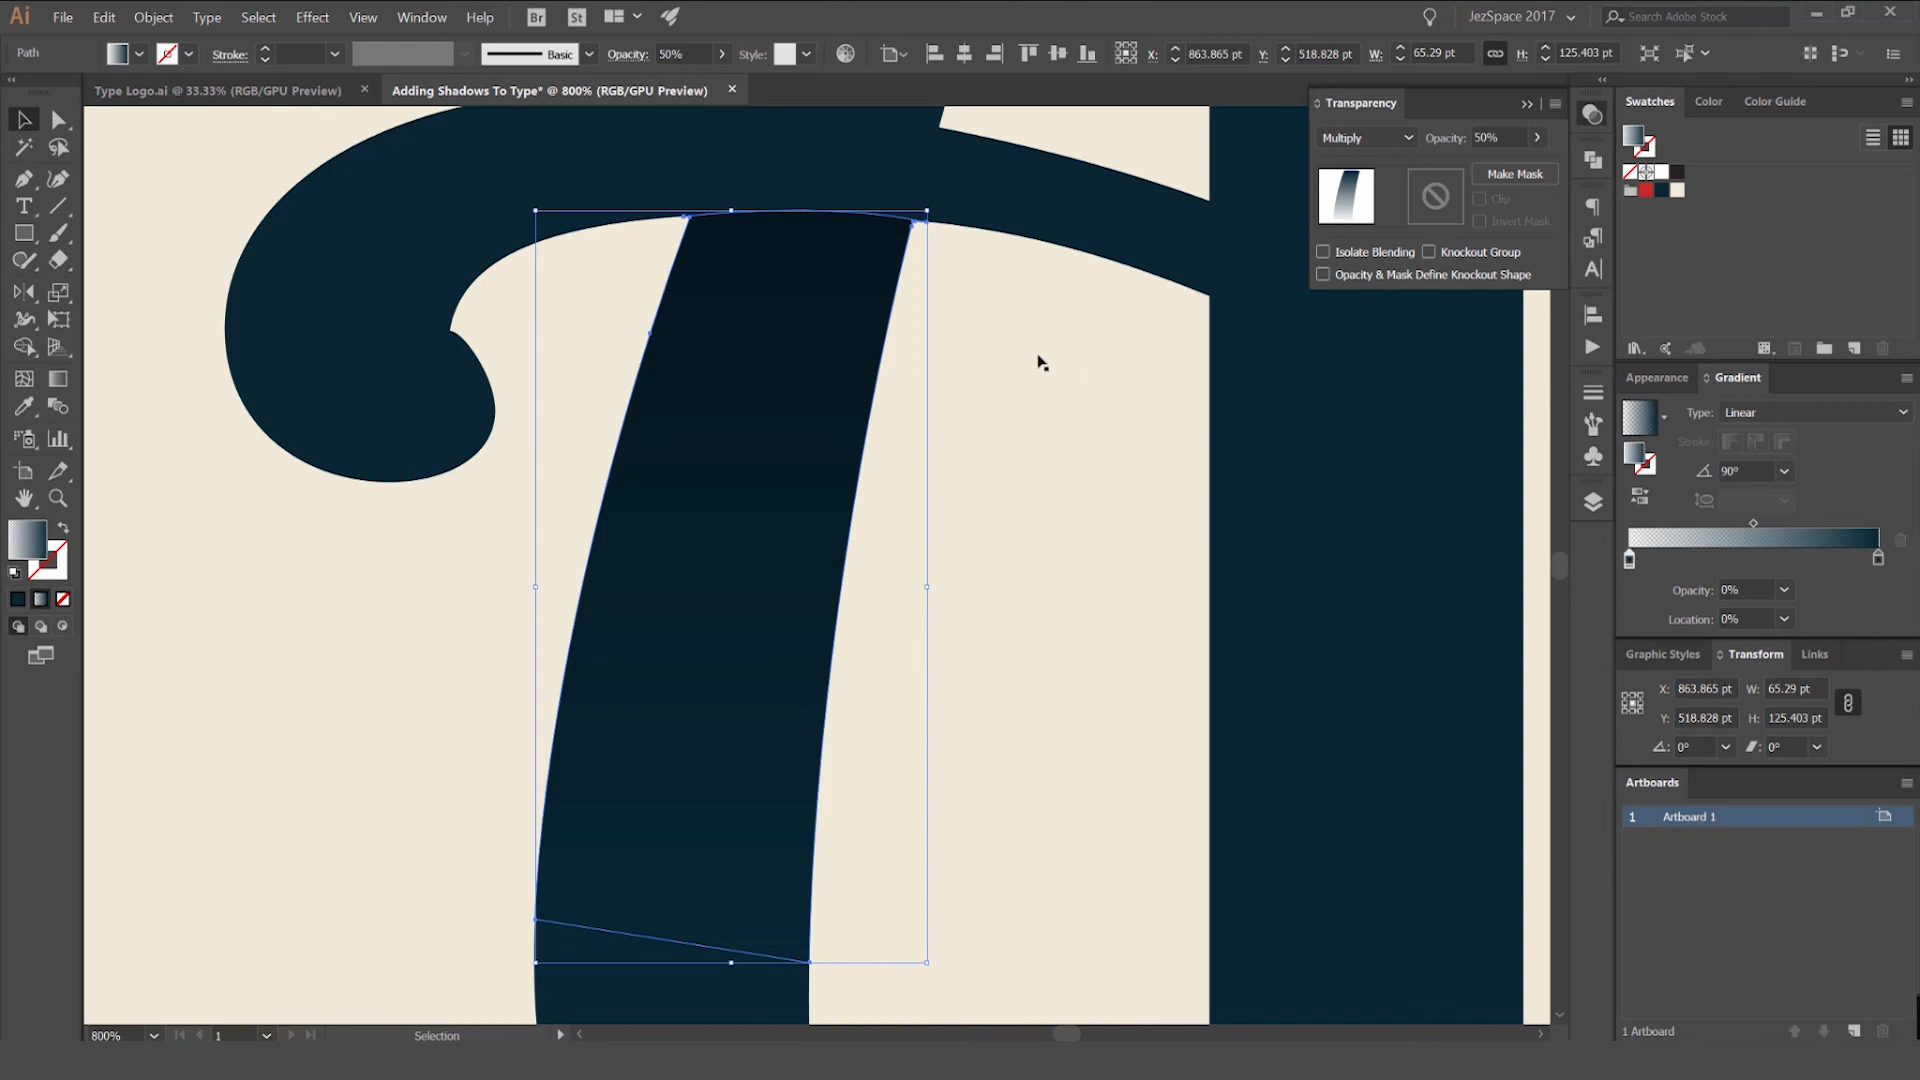 Ai File Edit Object Type Select Effect View Window Help Br St JezSpace 2017 Search Adobe Stock
Path Stroke: Basic Opacity: 50% Style: X: 863.865 pt Y: 518.828 pt W: 65.29 pt H: 125.403 pt
Type Logo.ai @ 33.33% (RGB/GPU Preview) × Adding Shadows To Type* @ 800% (RGB/GPU Preview) ×
Transparency
Multiply Opacity: 50%
Make Mask
Clip
Invert Mask
Isolate Blending Knockout Group
Opacity & Mask Define Knockout Shape
Swatches Color Color Guide
Appearance Gradient
Type: Linear
Stroke:
90°
Opacity: 0%
Location: 0%
Graphic Styles Transform Links
X: 863.865 pt W: 65.29 pt
Y: 518.828 pt H: 125.403 pt
0° 0°
Artboards
1 Artboard 1
1 Artboard
800% 1 Selection